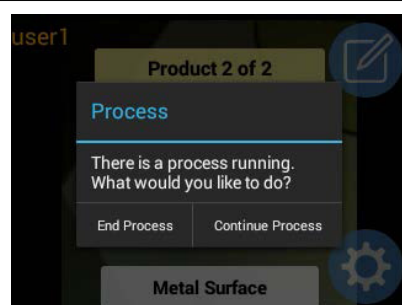 user1
Product 2 of 2
Process
There is a process running.
What would you like to do?
End Process
Continue Process
Metal Surface